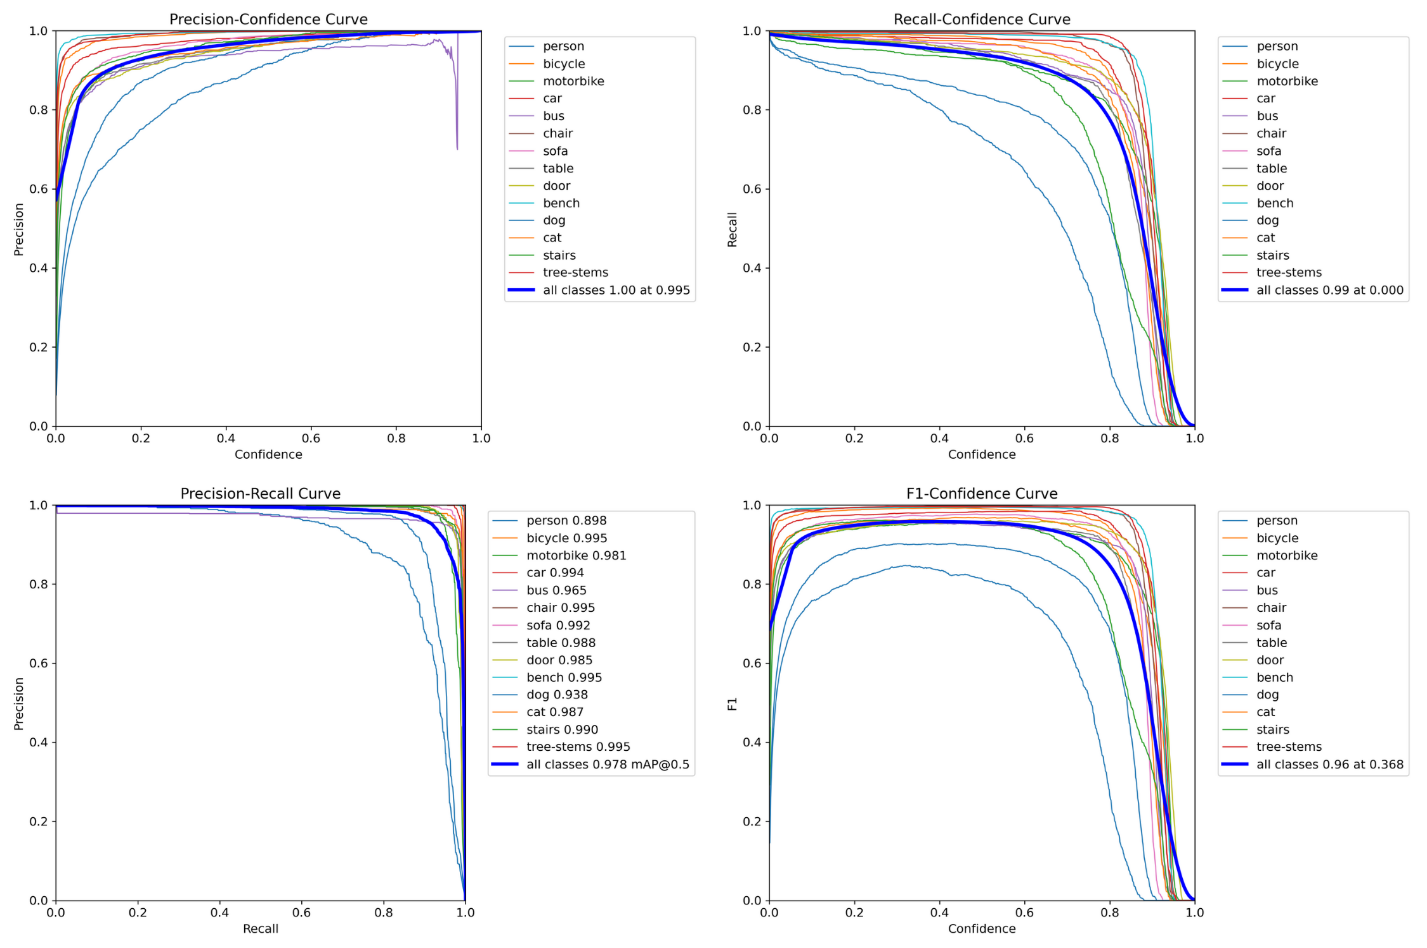 Precision-Confidence Curve
1.0
0.8
0.6
0.4
0.2
0.0
Precision
0.0 0.2 0.4 0.6 0.8 1.0
Confidence
person
bicycle
motorbike
car
bus
chair
sofa
table
door
bench
dog
cat
stairs
tree-stems
all classes 1.00 at 0.995
Recall-Confidence Curve
1.0
0.8
0.6
0.4
0.2
0.0
Recall
0.0 0.2 0.4 0.6 0.8 1.0
Confidence
person
bicycle
motorbike
car
bus
chair
sofa
table
door
bench
dog
cat
stairs
tree-stems
all classes 0.99 at 0.000
Precision-Recall Curve
1.0
0.8
0.6
0.4
0.2
0.0
Precision
0.0 0.2 0.4 0.6 0.8 1.0
Recall
person 0.898
bicycle 0.995
motorbike 0.981
car 0.994
bus 0.965
chair 0.995
sofa 0.992
table 0.988
door 0.985
bench 0.995
dog 0.938
cat 0.987
stairs 0.990
tree-stems 0.995
all classes 0.978 mAP@0.5
F1-Confidence Curve
1.0
0.8
0.6
0.4
0.2
0.0
F1
0.0 0.2 0.4 0.6 0.8 1.0
Confidence
person
bicycle
motorbike
car
bus
chair
sofa
table
door
bench
dog
cat
stairs
tree-stems
all classes 0.96 at 0.368